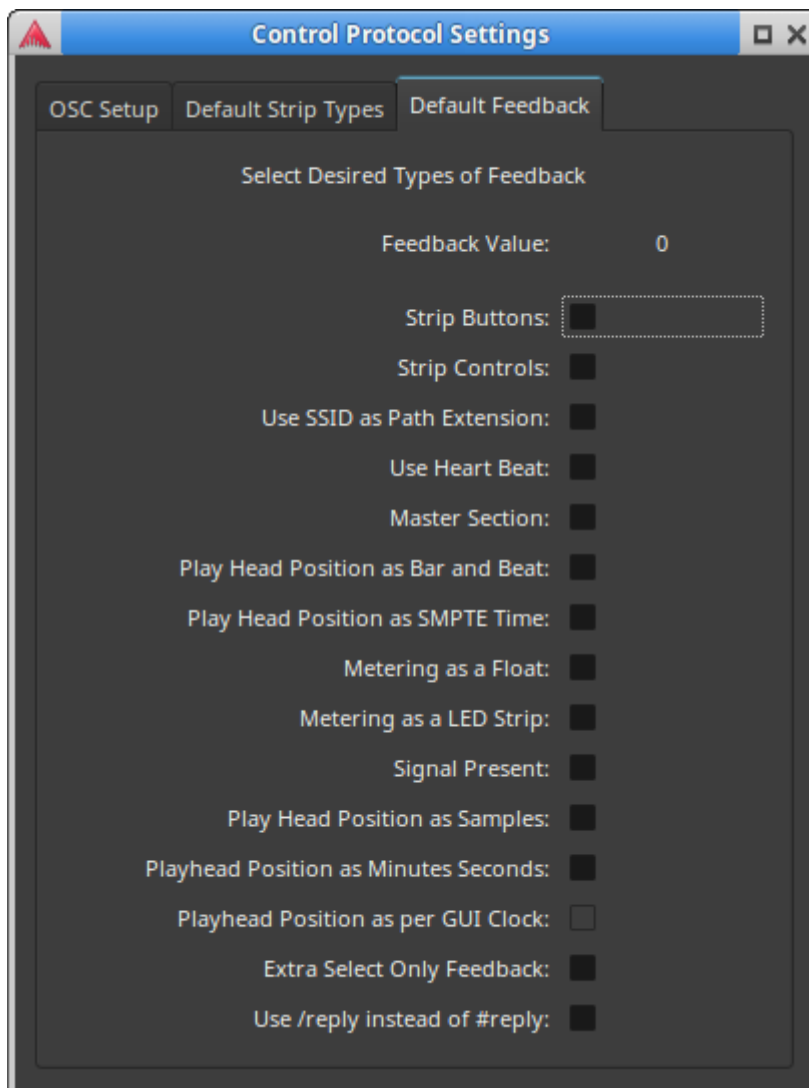 Control Protocol Settings
OSC Setup Default Strip Types Default Feedback
Select Desired Types of Feedback
Feedback Value: 0
Strip Buttons:
Strip Controls:
Use SSID as Path Extension:
Use Heart Beat:
Master Section:
Play Head Position as Bar and Beat:
Play Head Position as SMPTE Time:
Metering as a Float:
Metering as a LED Strip:
Signal Present:
Play Head Position as Samples:
Playhead Position as Minutes Seconds:
Playhead Position as per GUI Clock:
Extra Select Only Feedback:
Use /reply instead of #reply: